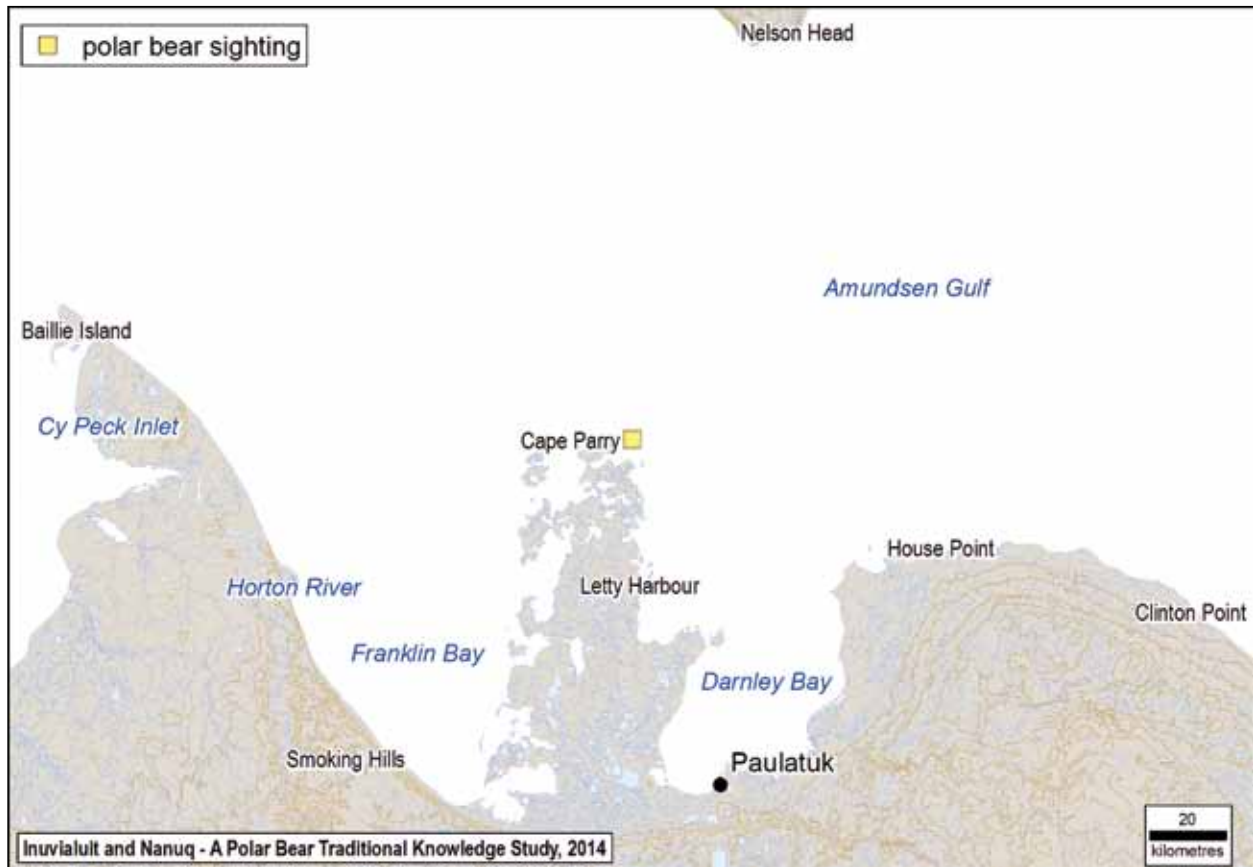 polar bear sighting
Nelson Head
Amundsen Gulf
Baillie Island
Cy Peck Inlet
Cape Parry
House Point
Horton River
Letty Harbour
Clinton Point
Franklin Bay
Darnley Bay
Smoking Hills
Paulatuk
20
kilometres
Inuvialuit and Nanuq - A Polar Bear Traditional Knowledge Study, 2014